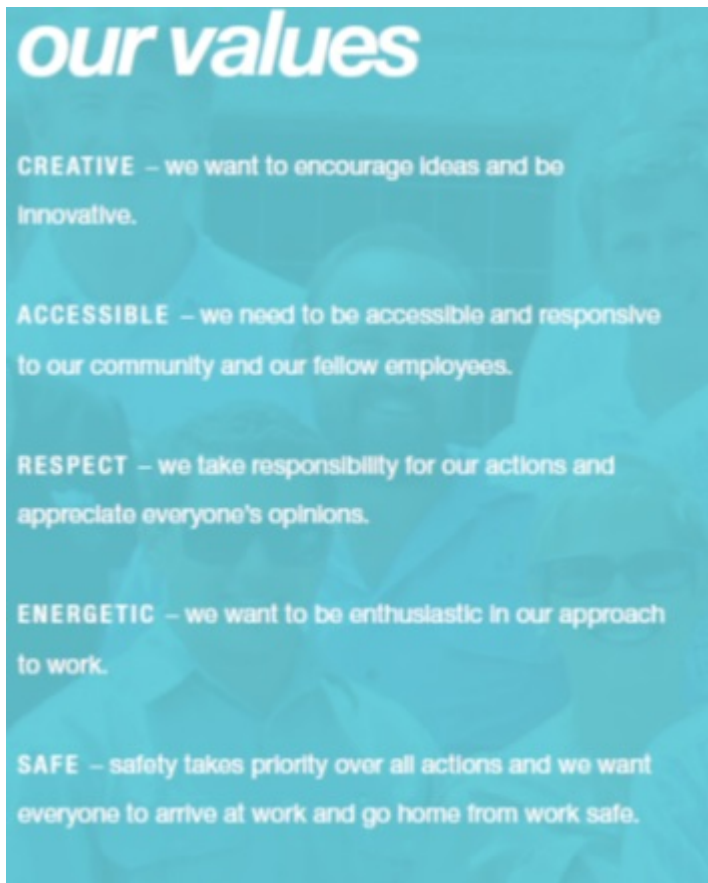 our values
CREATIVE – we want to encourage ideas and be
innovative.
ACCESSIBLE – we need to be accessible and responsive
to our community and our fellow employees.
RESPECT – we take responsibility for our actions and
appreciate everyone's opinions.
ENERGETIC – we want to be enthusiastic in our approach
to work.
SAFE – safety takes priority over all actions and we want
everyone to arrive at work and go home from work safe.